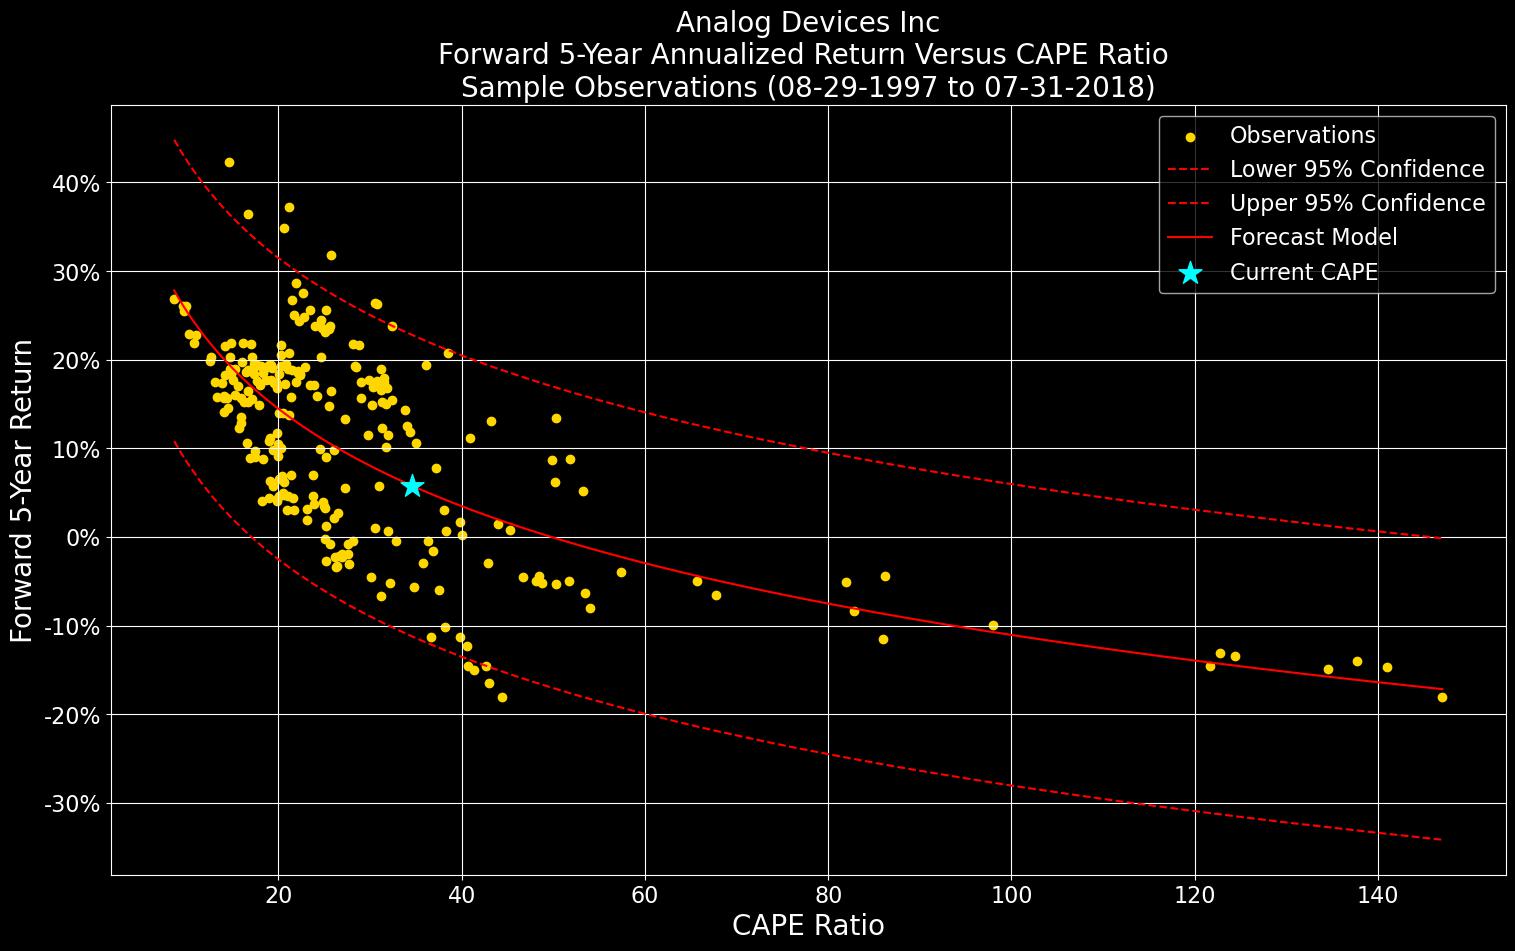 Analog Devices Inc
Forward 5-Year Annualized Return Versus CAPE Ratio
Sample Observations (08-29-1997 to 07-31-2018)
Observations
Lower 95% Confidence
Upper 95% Confidence
Forecast Model
Current CAPE
Forward 5-Year Return
40%
30%
20%
10%
0%
-10%
-20%
-30%
20 40 60 80 100 120 140
CAPE Ratio